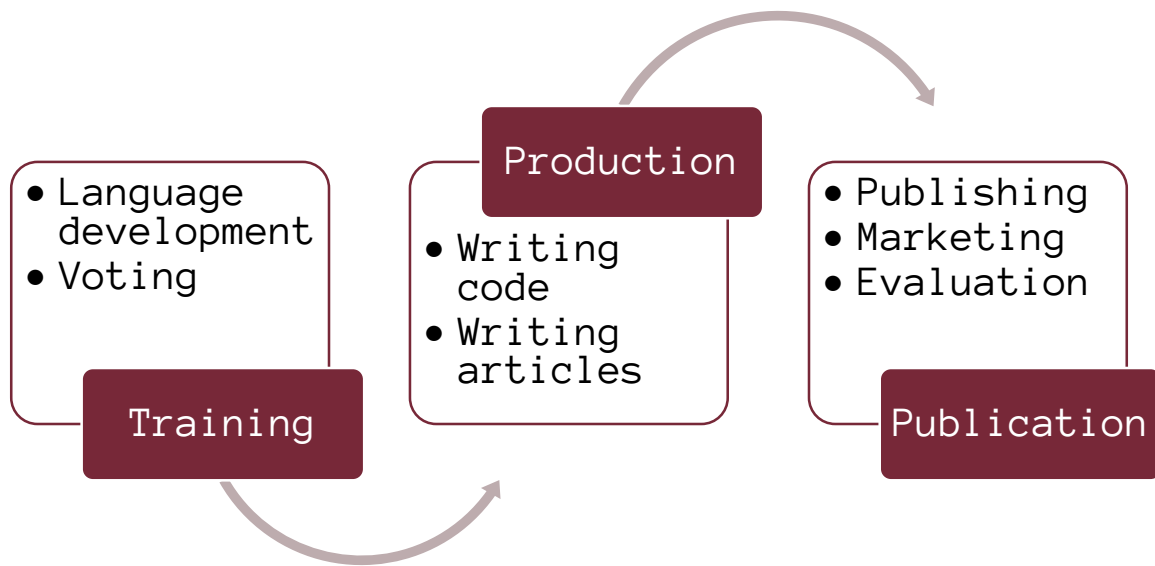 ● Language
development
● Voting
Training
Production
● Writing
code
● Writing
articles
● Publishing
● Marketing
● Evaluation
Publication